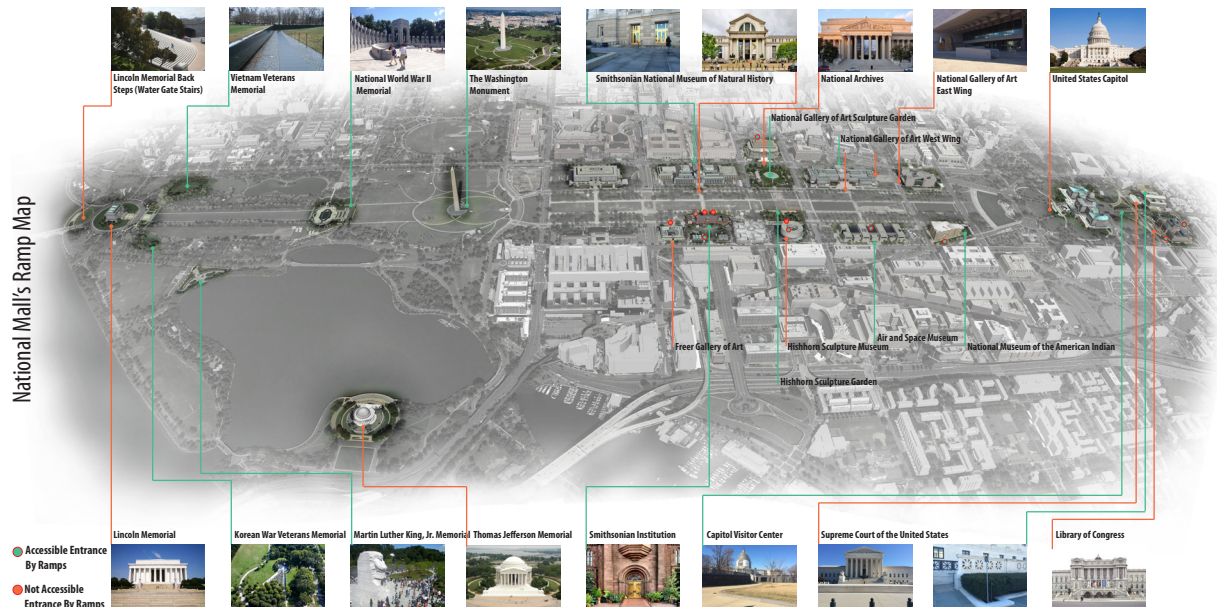 National Mall's Ramp Map
Lincoln Memorial Back
Steps (Water Gate Stairs)
Vietnam Veterans
Memorial
National World War II
Memorial
The Washington
Monument
Smithsonian National Museum of Natural History
National Archives
National Gallery of Art
East Wing
United States Capitol
National Gallery of Art Sculpture Garden
National Gallery of Art West Wing
Freer Gallery of Art
Hishhorn Sculpture Museum
Air and Space Museum
National Museum of the American Indian
Hishhorn Sculpture Garden
Lincoln Memorial
Korean War Veterans Memorial
Martin Luther King, Jr. Memorial
Thomas Jefferson Memorial
Smithsonian Institution
Capitol Visitor Center
Supreme Court of the United States
Library of Congress
Accessible Entrance
By Ramps
Not Accessible
Entrance By Ramps